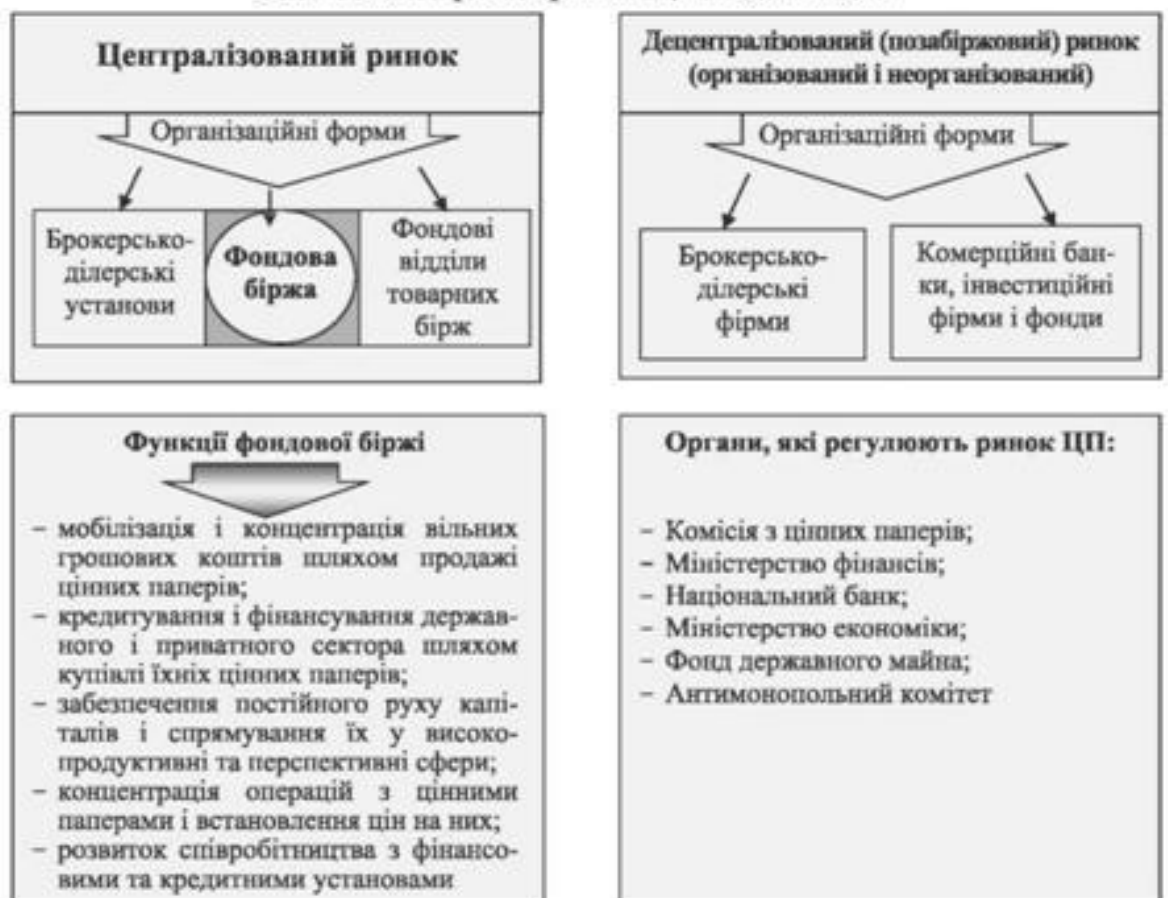 Централізований ринок
Організаційні форми
Брокерсько-
ділерські
установи
Фондова
біржа
Фондові
відділи
товарних
бірж
Децентралізований (позабіржовий) ринок
(організований і неорганізований)
Організаційні форми
Брокерсько-
ділерські
фірми
Комерційні бан-
ки, інвестиційні
фірми і фонди
Функції фондової біржі
– мобілізація і концентрація вільних
грошових коштів шляхом продажі
цінних паперів;
– кредитування і фінансування держав-
ного і приватного сектора шляхом
купівлі їхніх цінних паперів;
– забезпечення постійного руху капі-
талів і спрямування їх у високо-
продуктивні та перспективні сфери;
– концентрація операцій з цінними
паперами і встановлення цін на них;
– розвиток співробітництва з фінансо-
вими та кредитними установами
Органи, які регулюють ринок ЦП:
– Комісія з цінних паперів;
– Міністерство фінансів;
– Національний банк;
– Міністерство економіки;
– Фонд державного майна;
– Антимонопольний комітет